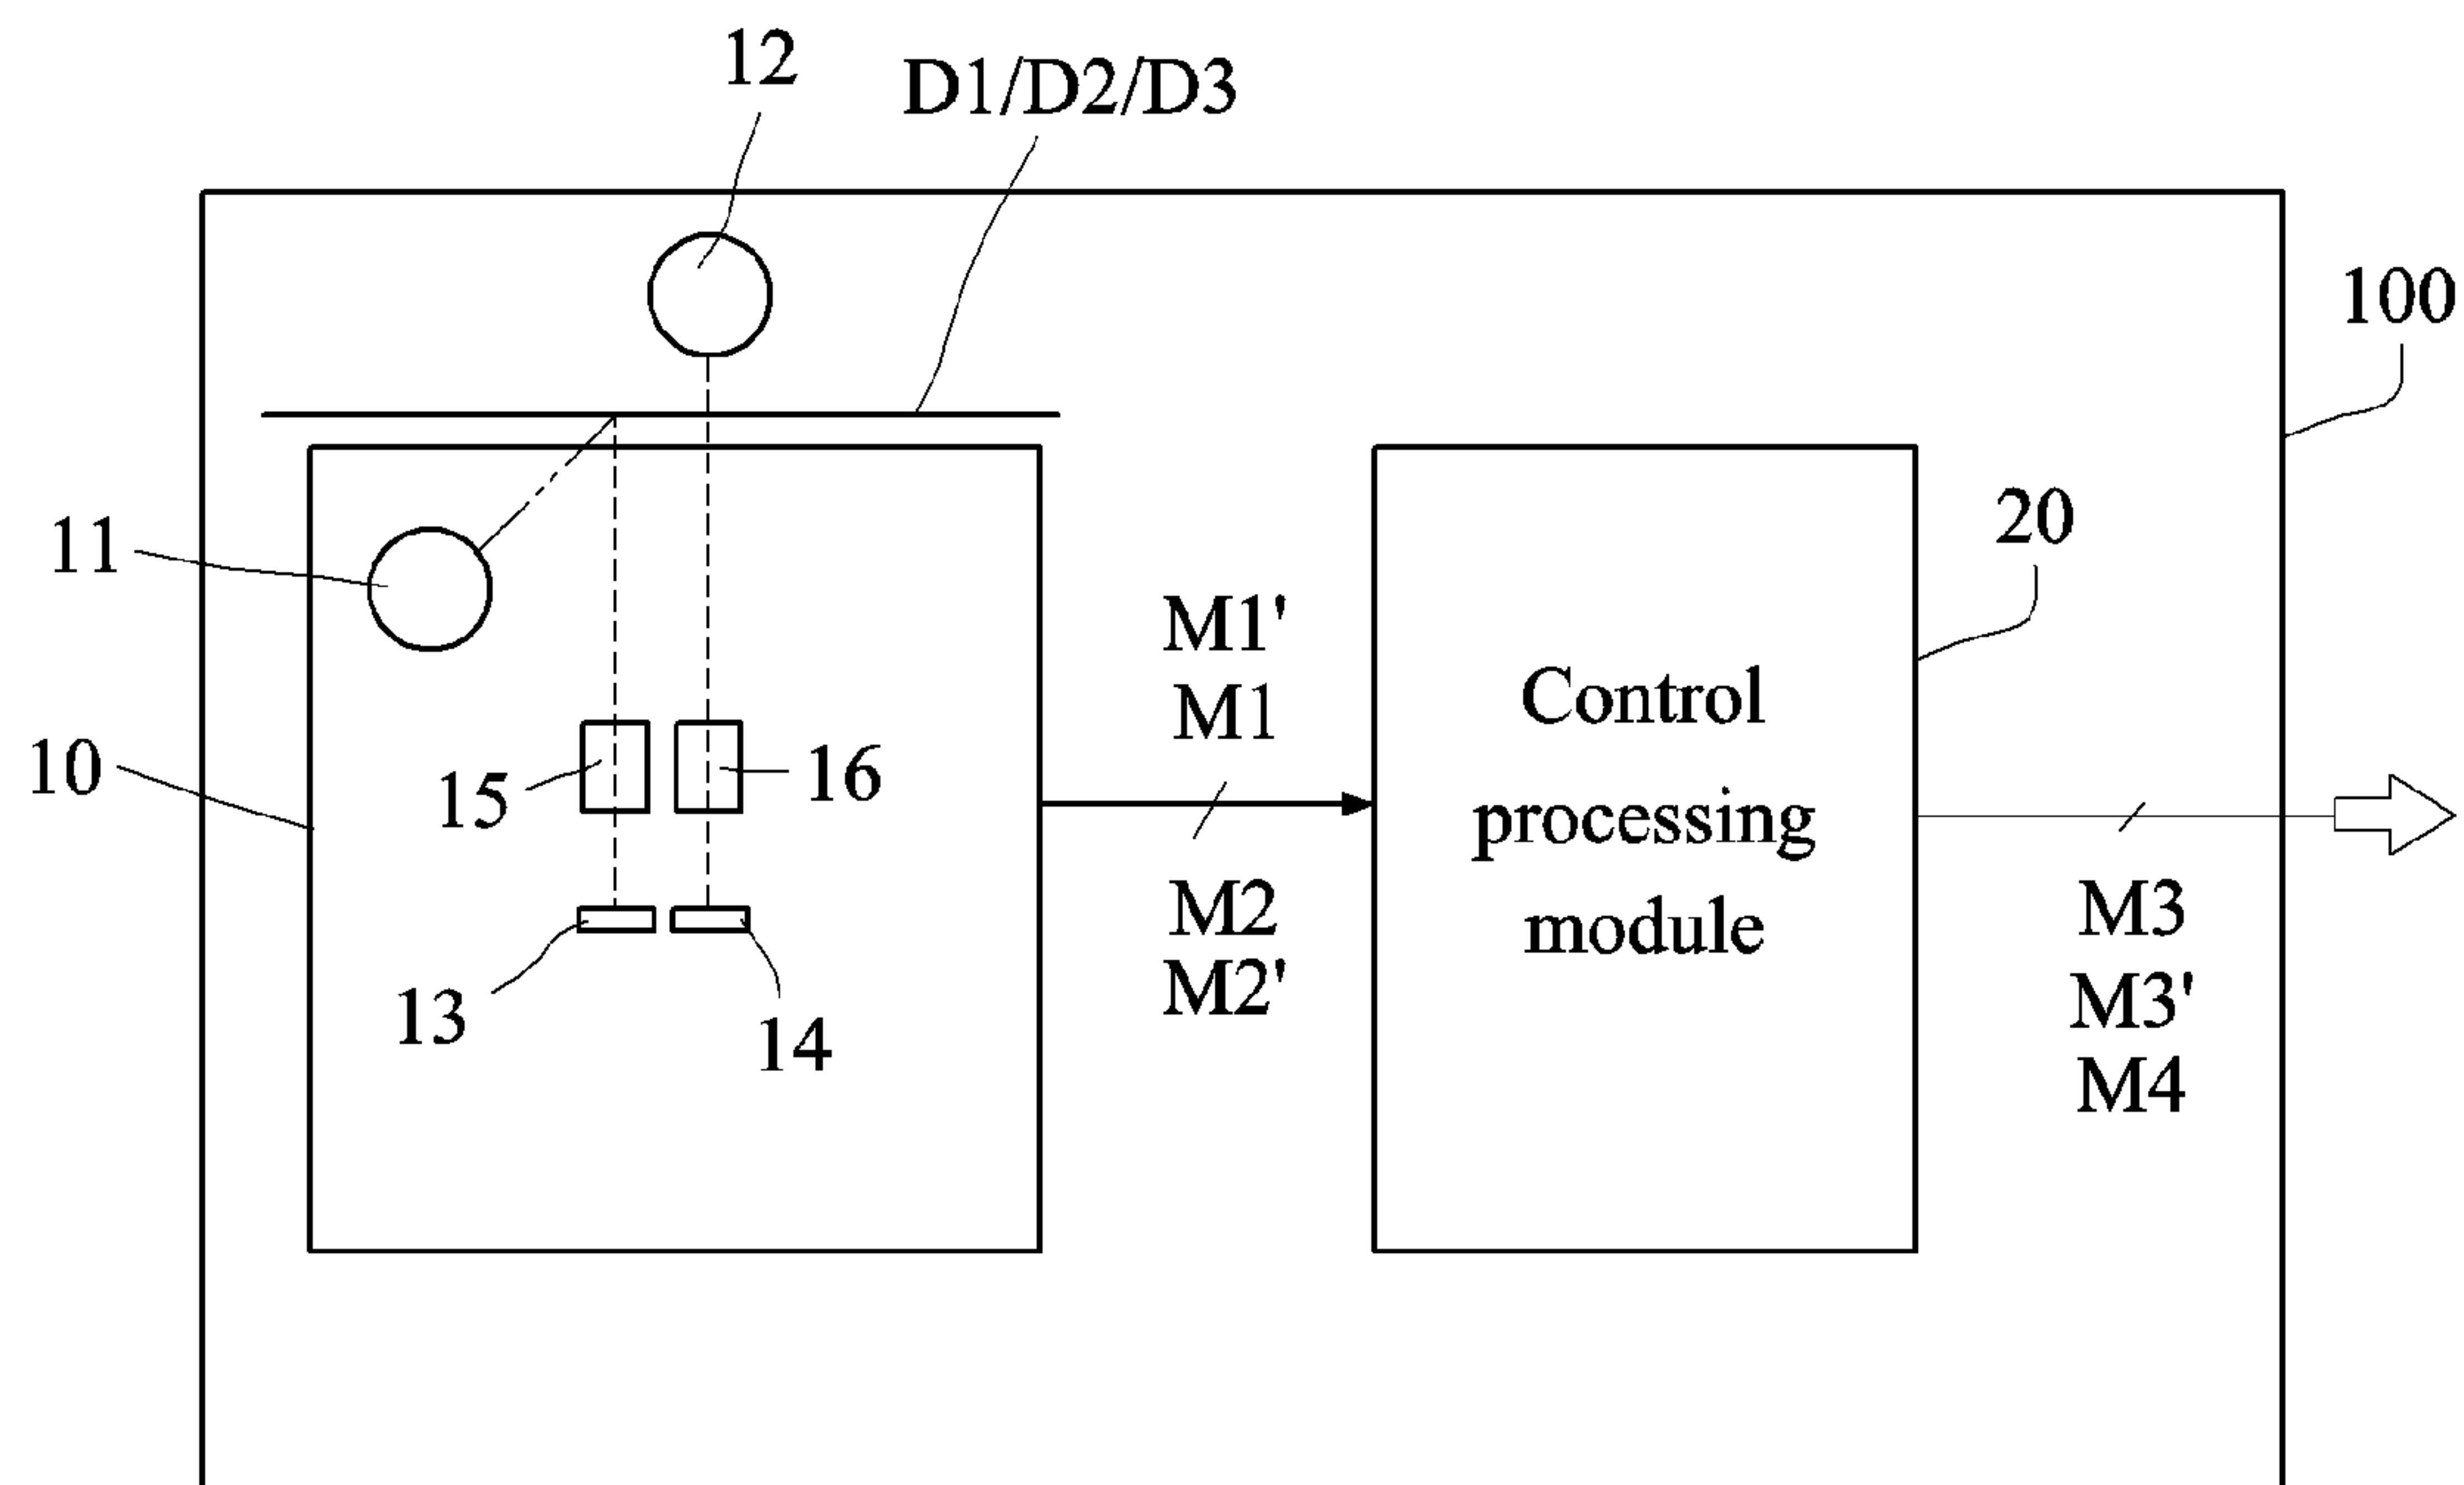 12
D1/D2/D3
100
20
11
M1'
M1
Control
processing
module
10
15
16
M2
M2'
M3
M3'
M4
13
14